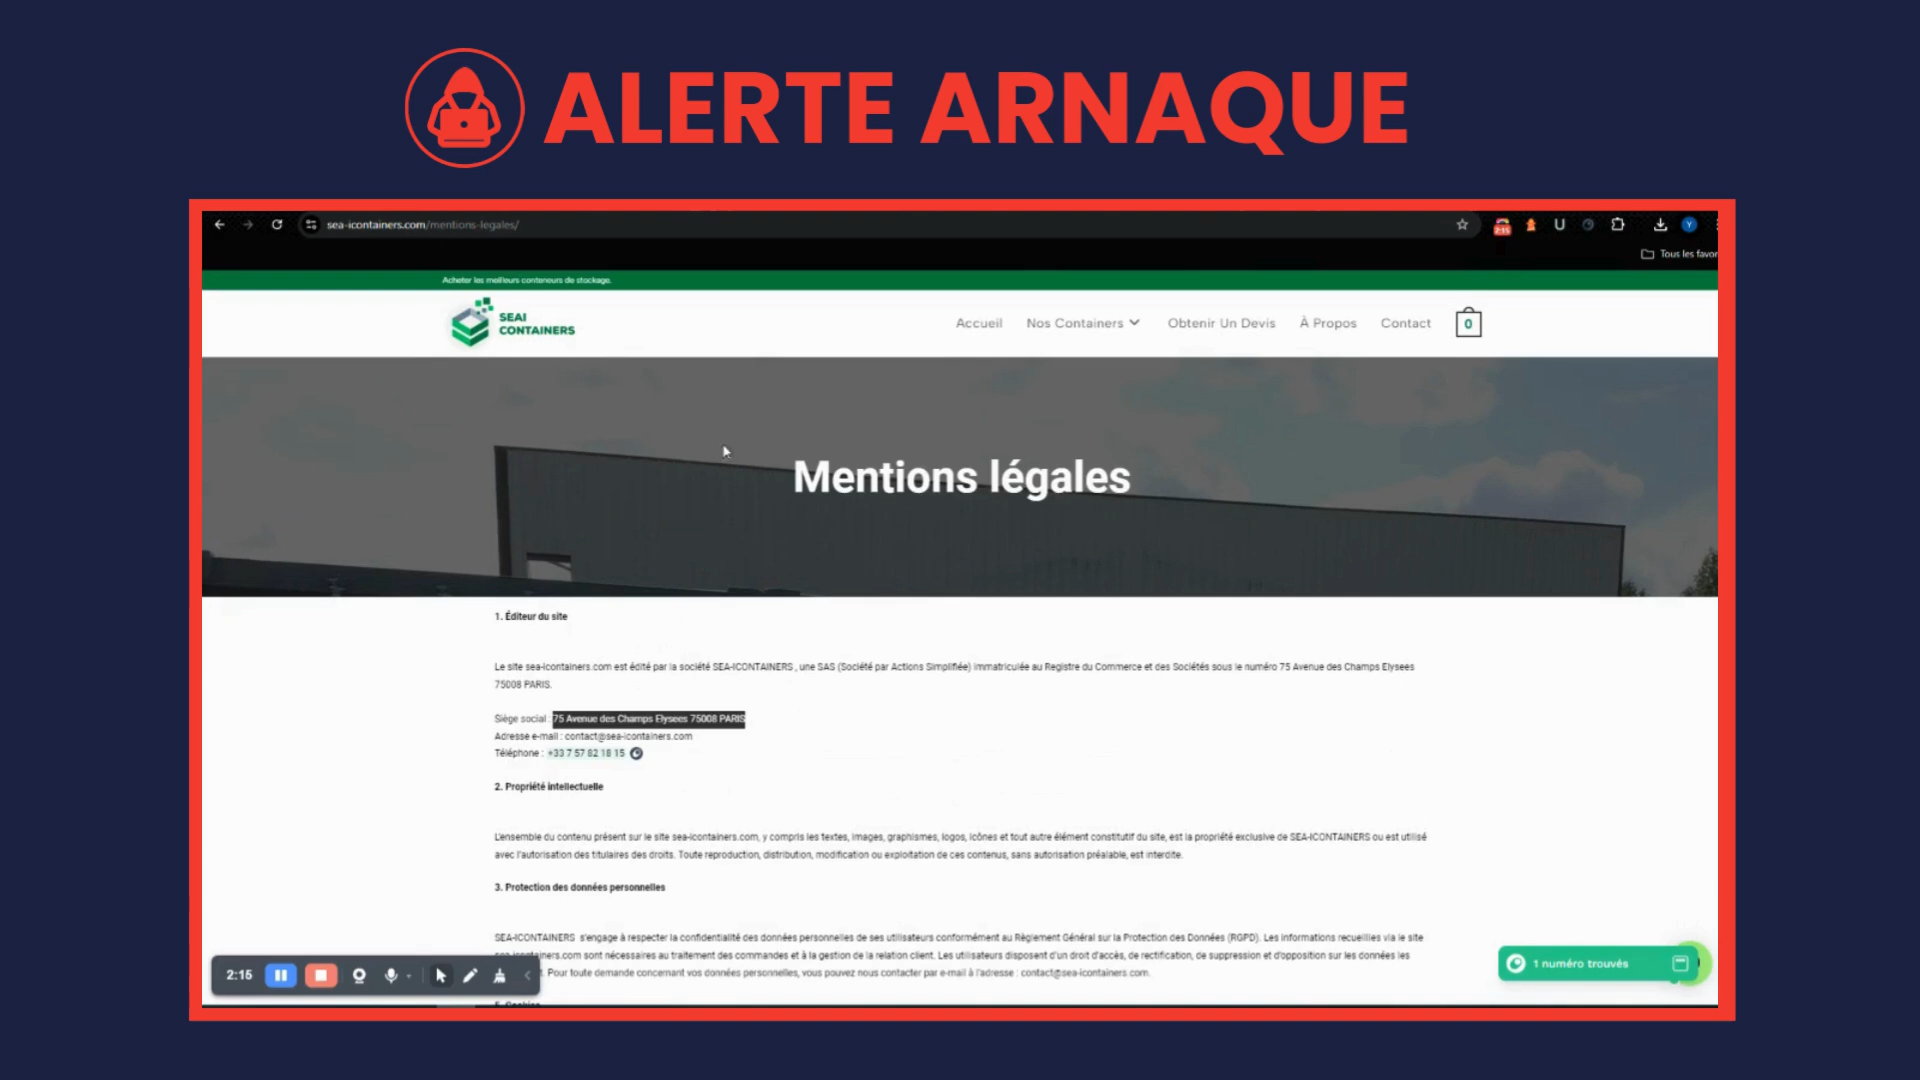 ALERTE ARNAQUE
sea-icontainers.com/mentions-legales/
2:15
U
Y
Tous les favor
Acheter les meilleurs conteneurs de stockage.
SEAI
CONTAINERS
Accueil
Nos Containers
Obtenir Un Devis
À Propos
Contact
0
Mentions légales
1. Éditeur du site
Le site sea-icontainers.com est édité par la société SEA-ICONTAINERS , une SAS (Société par Actions Simplifiée) immatriculée au Registre du Commerce et des Sociétés sous le numéro 75 Avenue des Champs Elysees
75008 PARIS.
Siège social : 75 Avenue des Champs Elysees 75008 PARIS
Adresse e-mail : contact@sea-icontainers.com
Téléphone : +33 7 57 82 18 15
2. Propriété intellectuelle
L'ensemble du contenu présent sur le site sea-icontainers.com, y compris les textes, images, graphismes, logos, icônes et tout autre élément constitutif du site, est la propriété exclusive de SEA-ICONTAINERS ou est utilisé
avec l'autorisation des titulaires des droits. Toute reproduction, distribution, modification ou exploitation de ces contenus, sans autorisation préalable, est interdite.
3. Protection des données personnelles
SEA-ICONTAINERS s'engage à respecter la confidentialité des données personnelles de ses utilisateurs conformément au Règlement Général sur la Protection des Données (RGPD). Les informations recueillies via le site
sea-icontainers.com sont nécessaires au traitement des commandes et à la gestion de la relation client. Les utilisateurs disposent d'un droit d'accès, de rectification, de suppression et d'opposition sur les données les
t. Pour toute demande concernant vos données personnelles, vous pouvez nous contacter par e-mail à l'adresse : contact@sea-icontainers.com.
2:15
1 numéro trouvés